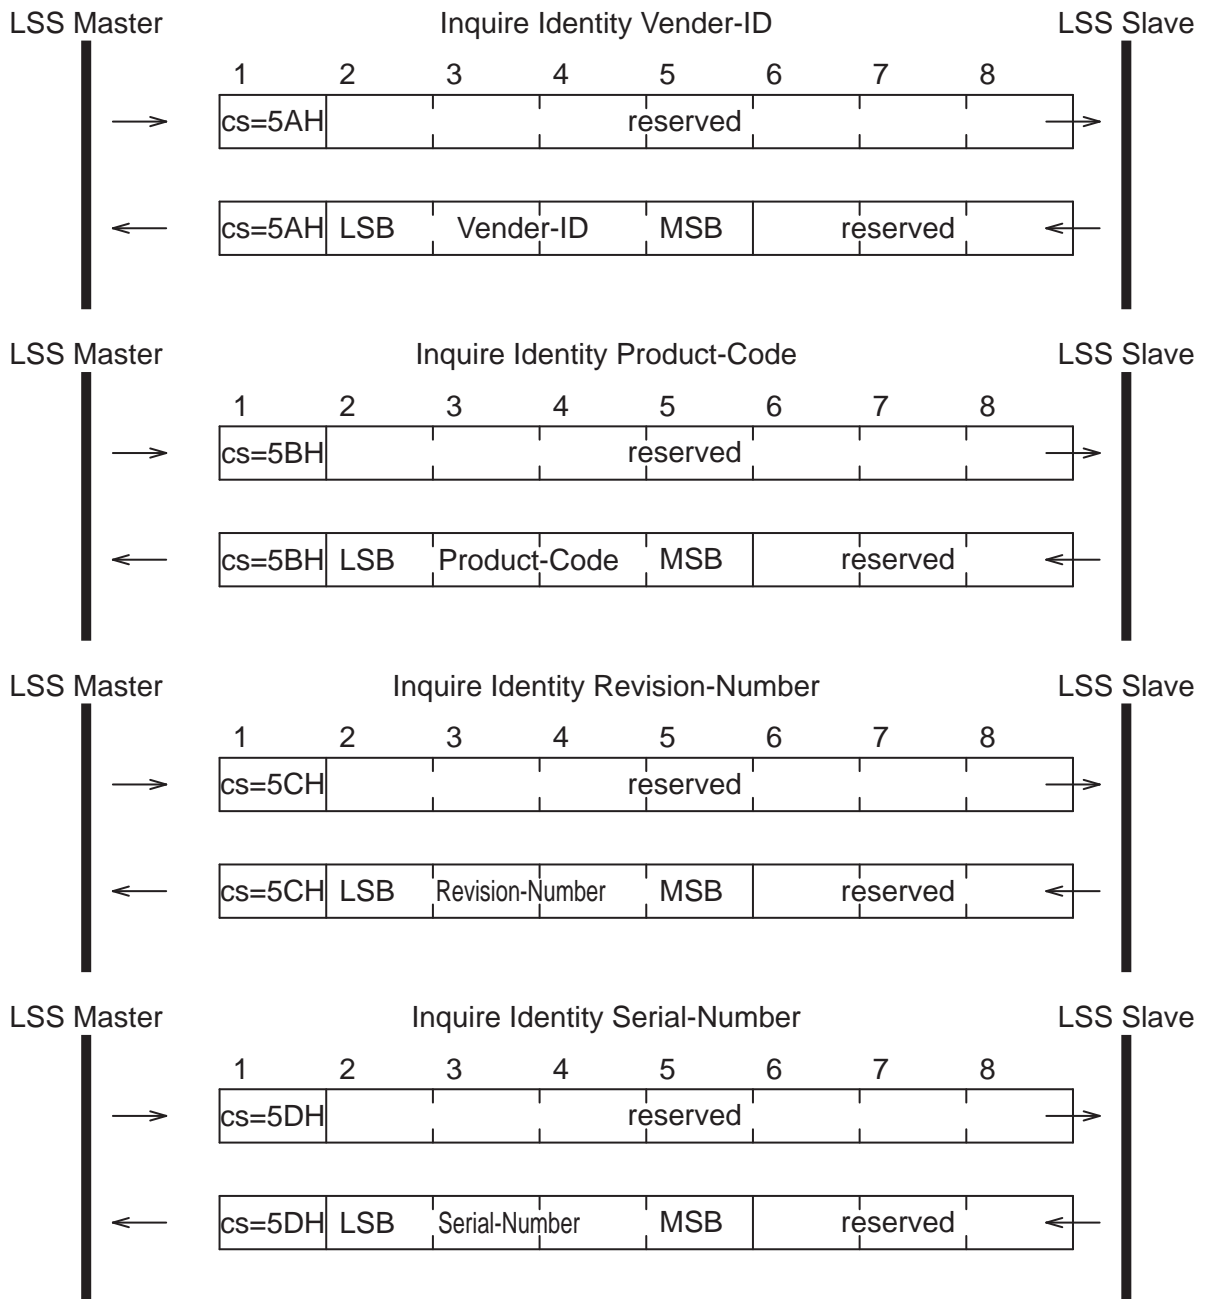 LSS Master Inquire Identity Vender-ID LSS Slave
1 2 3 4 5 6 7 8
cs=5AH reserved
cs=5AH LSB Vender-ID MSB reserved
LSS Master Inquire Identity Product-Code LSS Slave
1 2 3 4 5 6 7 8
cs=5BH reserved
cs=5BH LSB Product-Code MSB reserved
LSS Master Inquire Identity Revision-Number LSS Slave
1 2 3 4 5 6 7 8
cs=5CH reserved
cs=5CH LSB Revision-Number MSB reserved
LSS Master Inquire Identity Serial-Number LSS Slave
1 2 3 4 5 6 7 8
cs=5DH reserved
cs=5DH LSB Serial-Number MSB reserved